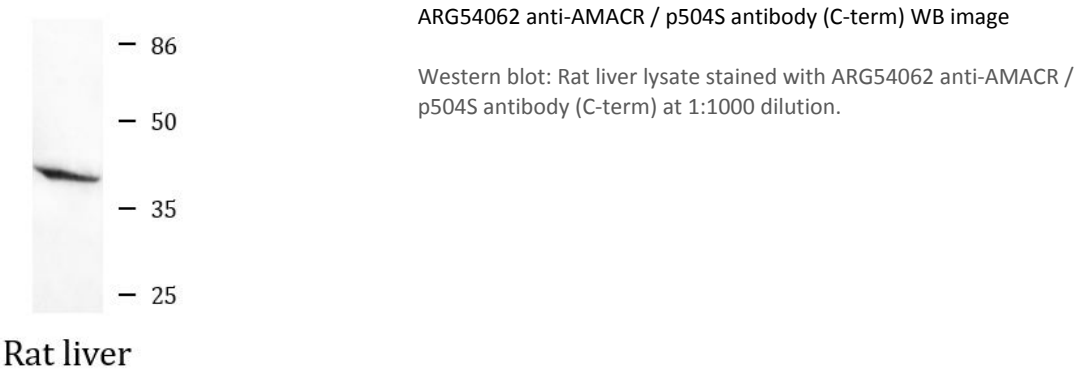 ARG54062 anti-AMACR / p504S antibody (C-term) WB image
Western blot: Rat liver lysate stained with ARG54062 anti-AMACR /
p504S antibody (C-term) at 1:1000 dilution.
86
50
35
25
Rat liver